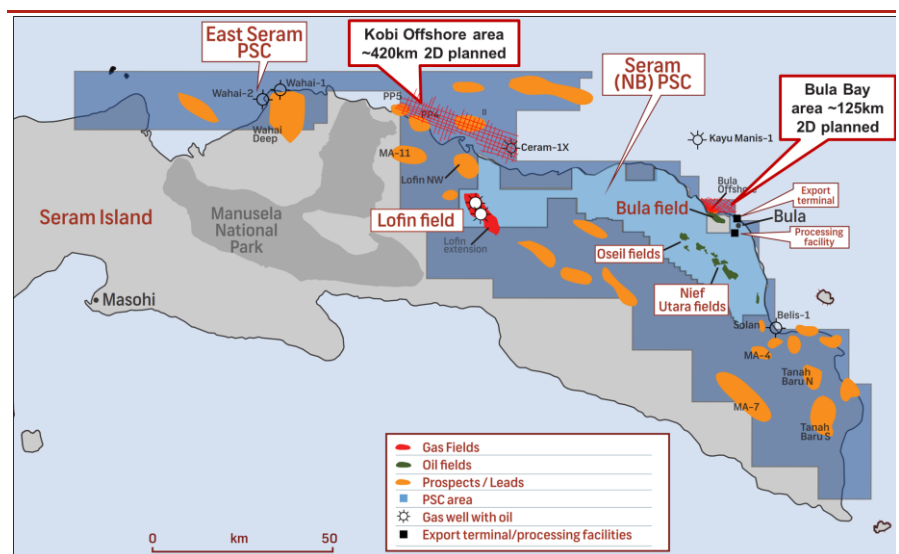 East Seram
PSC
Kobi Offshore area
~420km 2D planned
Seram
(NB) PSC
Bula Bay
area ~125km
2D planned
Wahai-2
Wahai-1
Wahai
Deep
PP5
PP4
MA-11
Lofin NW
Ceram-1X
Kayu Manis-1
Bula
Offshore
Export
terminal
Bula field
Bula
Processing
facility
Seram Island
Manusela
National
Park
Lofin field
Lofin
extension
Oseil fields
Nief
Utara fields
Masohi
Belis-1
MA-4
Tanah
Baru N
MA-7
Tanah
Baru S
Gas Fields
Oil fields
Prospects / Leads
PSC area
Gas well with oil
Export terminal/processing facilities
0 km 50